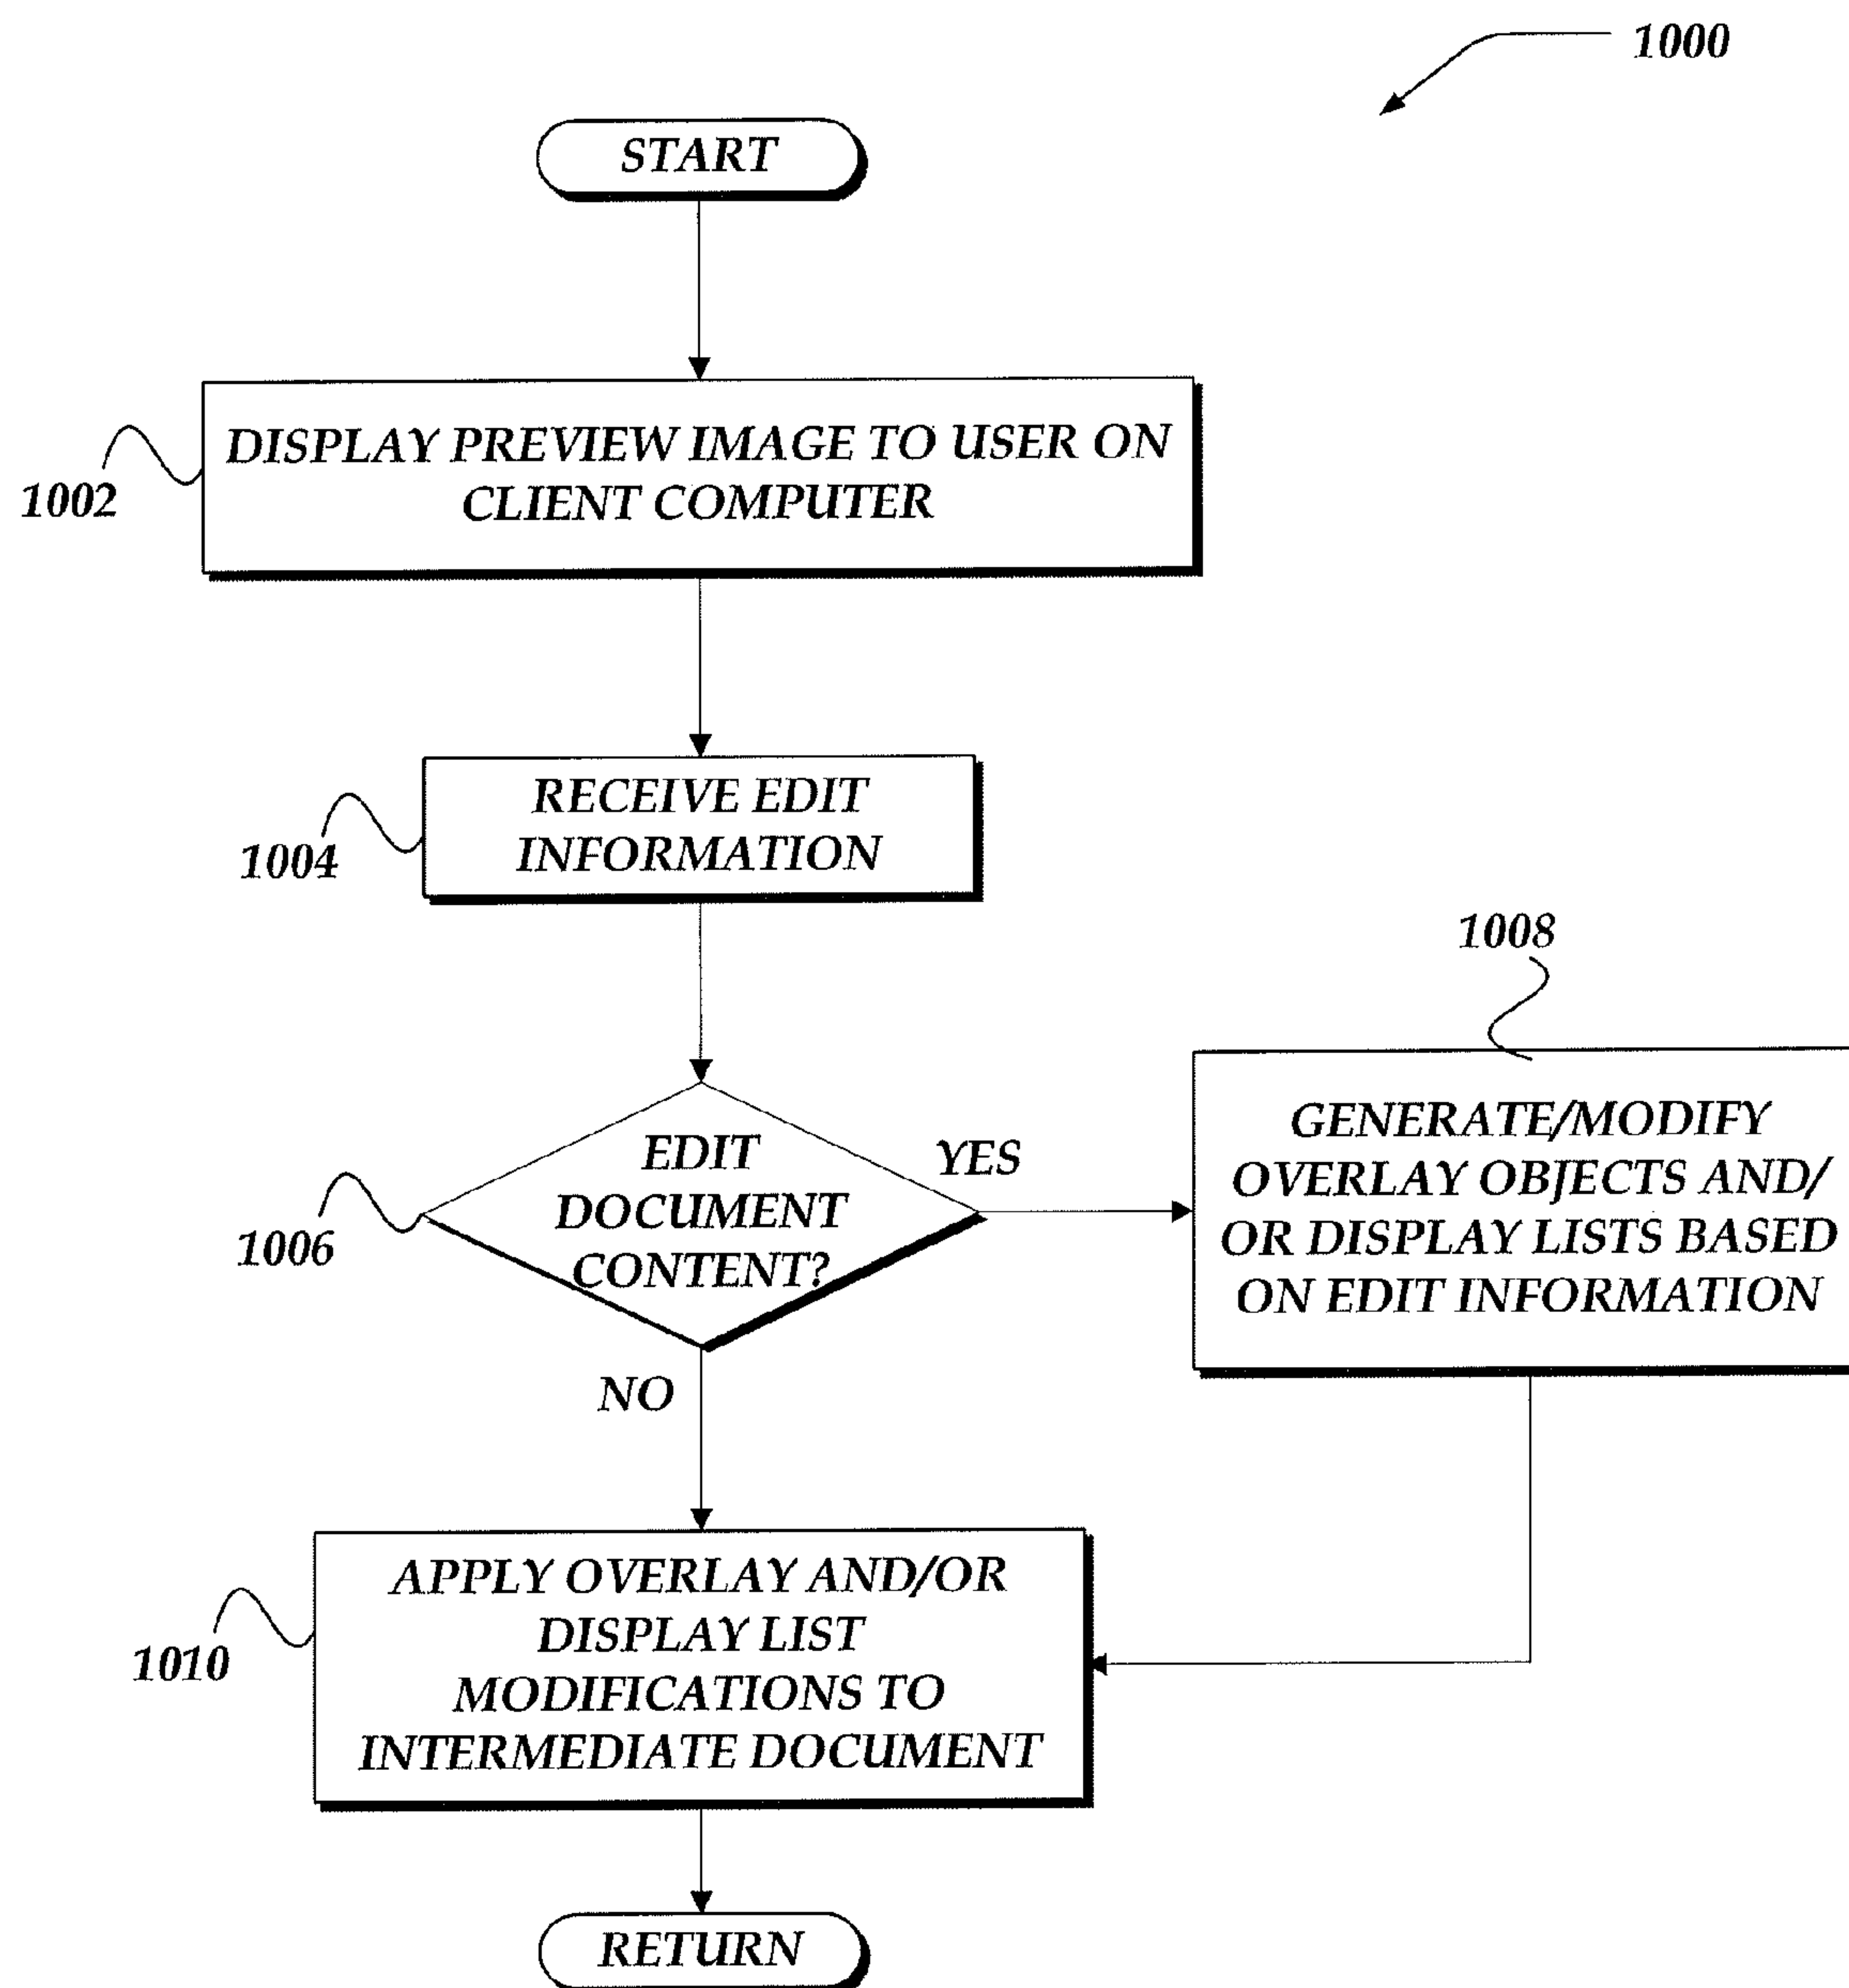 1000
START
DISPLAY PREVIEW IMAGE TO USER ON
CLIENT COMPUTER
1002
RECEIVE EDIT
INFORMATION
1004
1008
EDIT
DOCUMENT
CONTENT?
YES
1006
GENERATE/MODIFY
OVERLAY OBJECTS AND/
OR DISPLAY LISTS BASED
ON EDIT INFORMATION
NO
APPLY OVERLAY AND/OR
DISPLAY LIST
MODIFICATIONS TO
INTERMEDIATE DOCUMENT
1010
RETURN